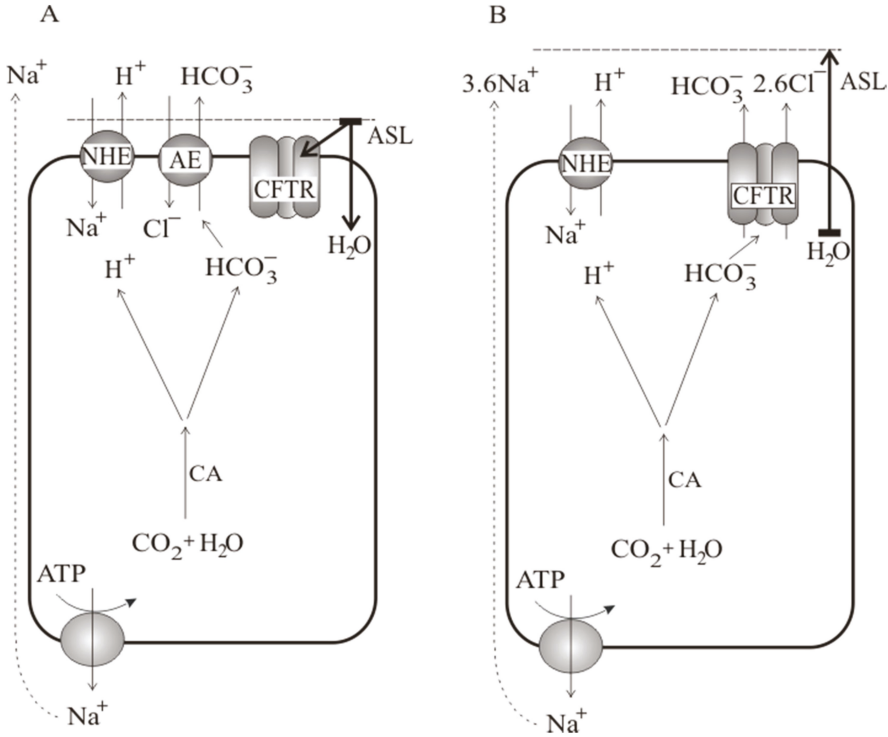 A
B
Na⁺ H⁺ HCO₃⁻
3.6Na⁺ H⁺ HCO₃⁻ 2.6Cl⁻ ASL
ASL
NHE AE CFTR
NHE CFTR
Na⁺ Cl⁻ H₂O
Na⁺ H₂O
H⁺ HCO₃⁻
H⁺ HCO₃⁻
CA
CA
CO₂+H₂O
CO₂+H₂O
ATP
ATP
Na⁺
Na⁺